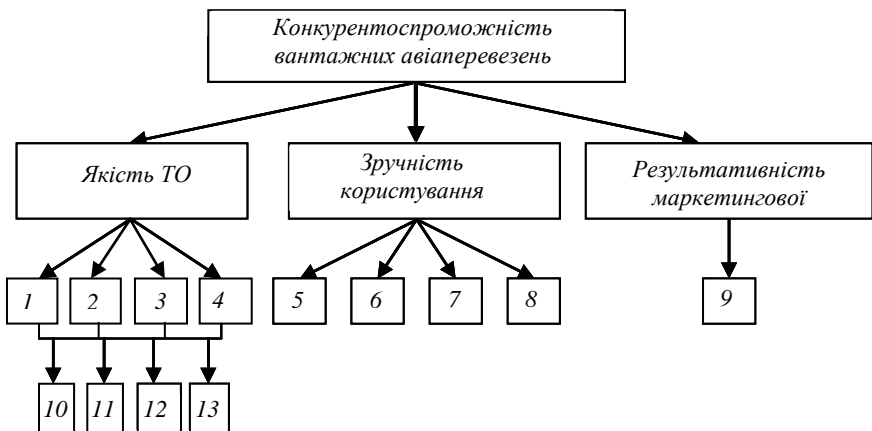 Конкурентоспроможність
вантажних авіаперевезень
Якість ТО
Зручність
користування
Результативність
маркетингової
1 2 3 4 5 6 7 8 9
10 11 12 13